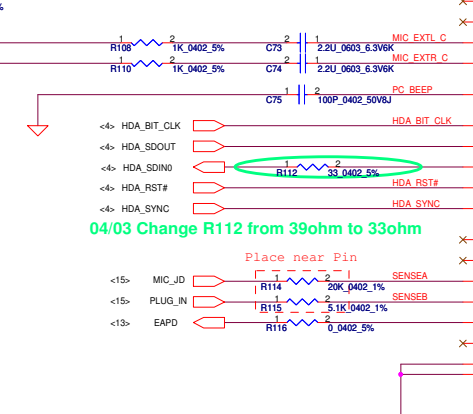 %
1 2 2 1 MIC_EXTL_C
R108 1K_0402_5% C73 2.2U_0603_6.3V6K
1 2 2 1 MIC_EXTR_C
R110 1K_0402_5% C74 2.2U_0603_6.3V6K
1 2 PC_BEEP
C75 100P_0402_50V8J
<4> HDA_BIT_CLK HDA_BIT_CLK
<4> HDA_SDOUT
<4> HDA_SDIN0 1 2
R112 33_0402_5%
<4> HDA_RST# HDA_RST#
<4> HDA_SYNC HDA_SYNC
04/03 Change R112 from 39ohm to 33ohm
Place near Pin
<15> MIC_JD 1 2 SENSEA
R114 20K_0402_1%
<15> PLUG_IN 1 2 SENSEB
R115 5.1K_0402_1%
<13> EAPD 1 2
R116 0_0402_5%